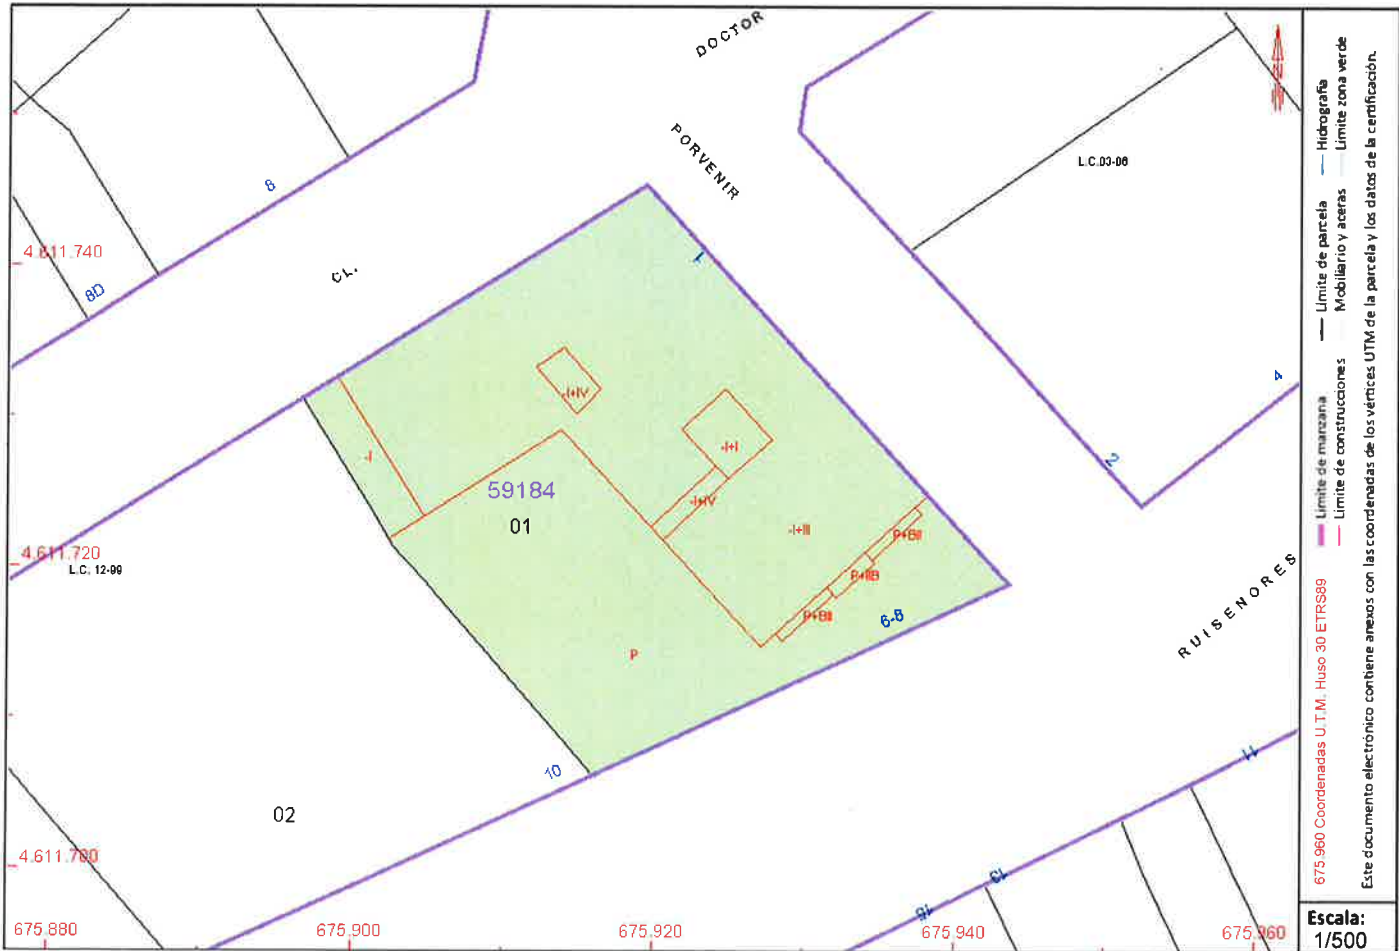 DOCTOR
PORVENIR
L.C.03-06
8
4.611.740
8D
CL.
1
4
-I+IV
-I+I
-I
59184
01
-I+IV
2
-I+III
P+BII
4.611.720
L.C. 12-99
P+IIB
P+BII
6-8
RUISENORES
P
10
11
02
4.611.700
13
15
675.880
675.900
675.920
675.940
675.960
675.960 Coordenadas U.T.M. Huso 30 ETRS89
Límite de manzana
Límite de parcela
Hidrografía
Límite de construcciones
Mobiliario y aceras
Límite zona verde
Este documento electrónico contiene anexos con las coordenadas de los vértices UTM de la parcela y los datos de la certificación.
Escala:
1/500